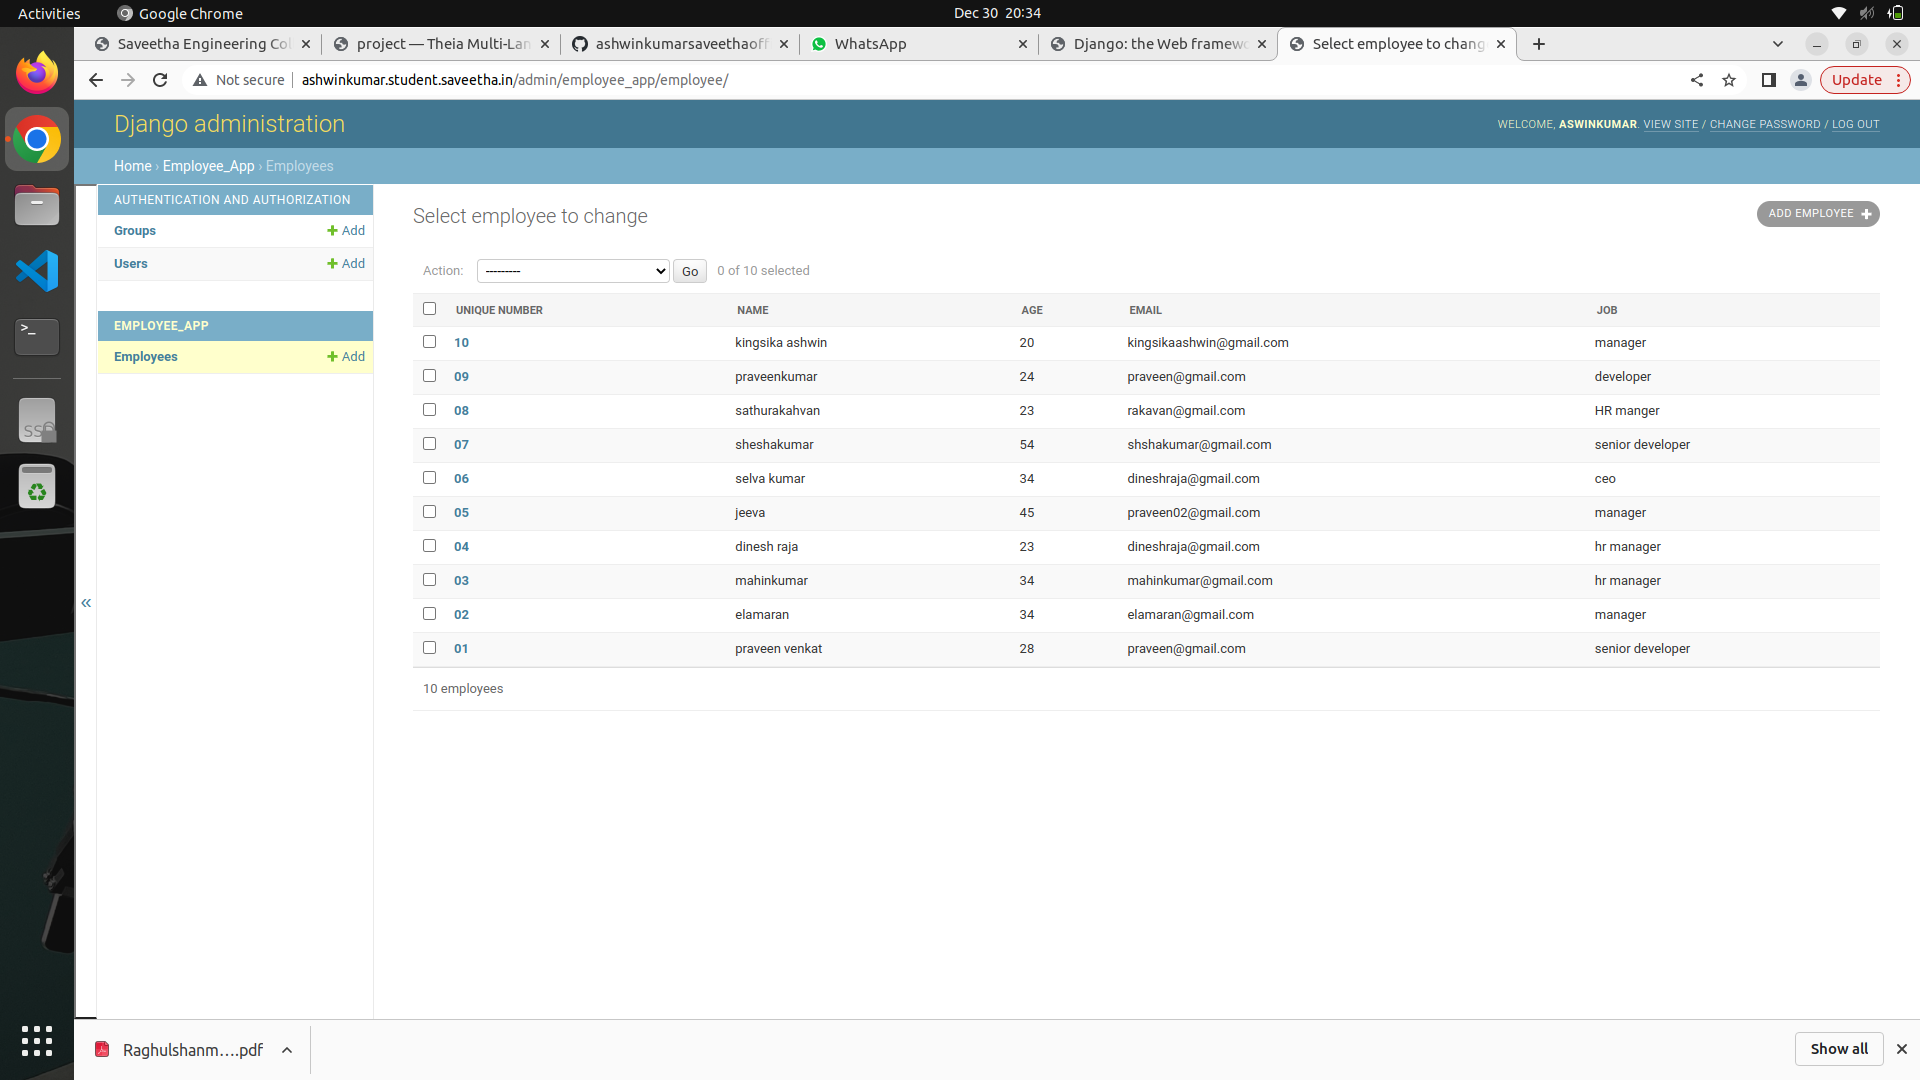 Activities Google Chrome Dec 30 20:34
Saveetha Engineering Col project — Theia Multi-Lan ashwinkumarsaveethaoff WhatsApp Django: the Web framewo Select employee to chang
Not secure ashwinkumar.student.saveetha.in/admin/employee_app/employee/ Update
Django administration
WELCOME, ASWINKUMAR. VIEW SITE / CHANGE PASSWORD / LOG OUT
Home › Employee_App › Employees
AUTHENTICATION AND AUTHORIZATION
Groups + Add
Users + Add
EMPLOYEE_APP
Employees + Add
«
Select employee to change
ADD EMPLOYEE +
Action: --------- Go 0 of 10 selected
UNIQUE NUMBER NAME AGE EMAIL JOB
10 kingsika ashwin 20 kingsikaashwin@gmail.com manager
09 praveenkumar 24 praveen@gmail.com developer
08 sathurakahvan 23 rakavan@gmail.com HR manger
07 sheshakumar 54 shshakumar@gmail.com senior developer
06 selva kumar 34 dineshraja@gmail.com ceo
05 jeeva 45 praveen02@gmail.com manager
04 dinesh raja 23 dineshraja@gmail.com hr manager
03 mahinkumar 34 mahinkumar@gmail.com hr manager
02 elamaran 34 elamaran@gmail.com manager
01 praveen venkat 28 praveen@gmail.com senior developer
10 employees
>_
SSD
Raghulshanm....pdf Show all